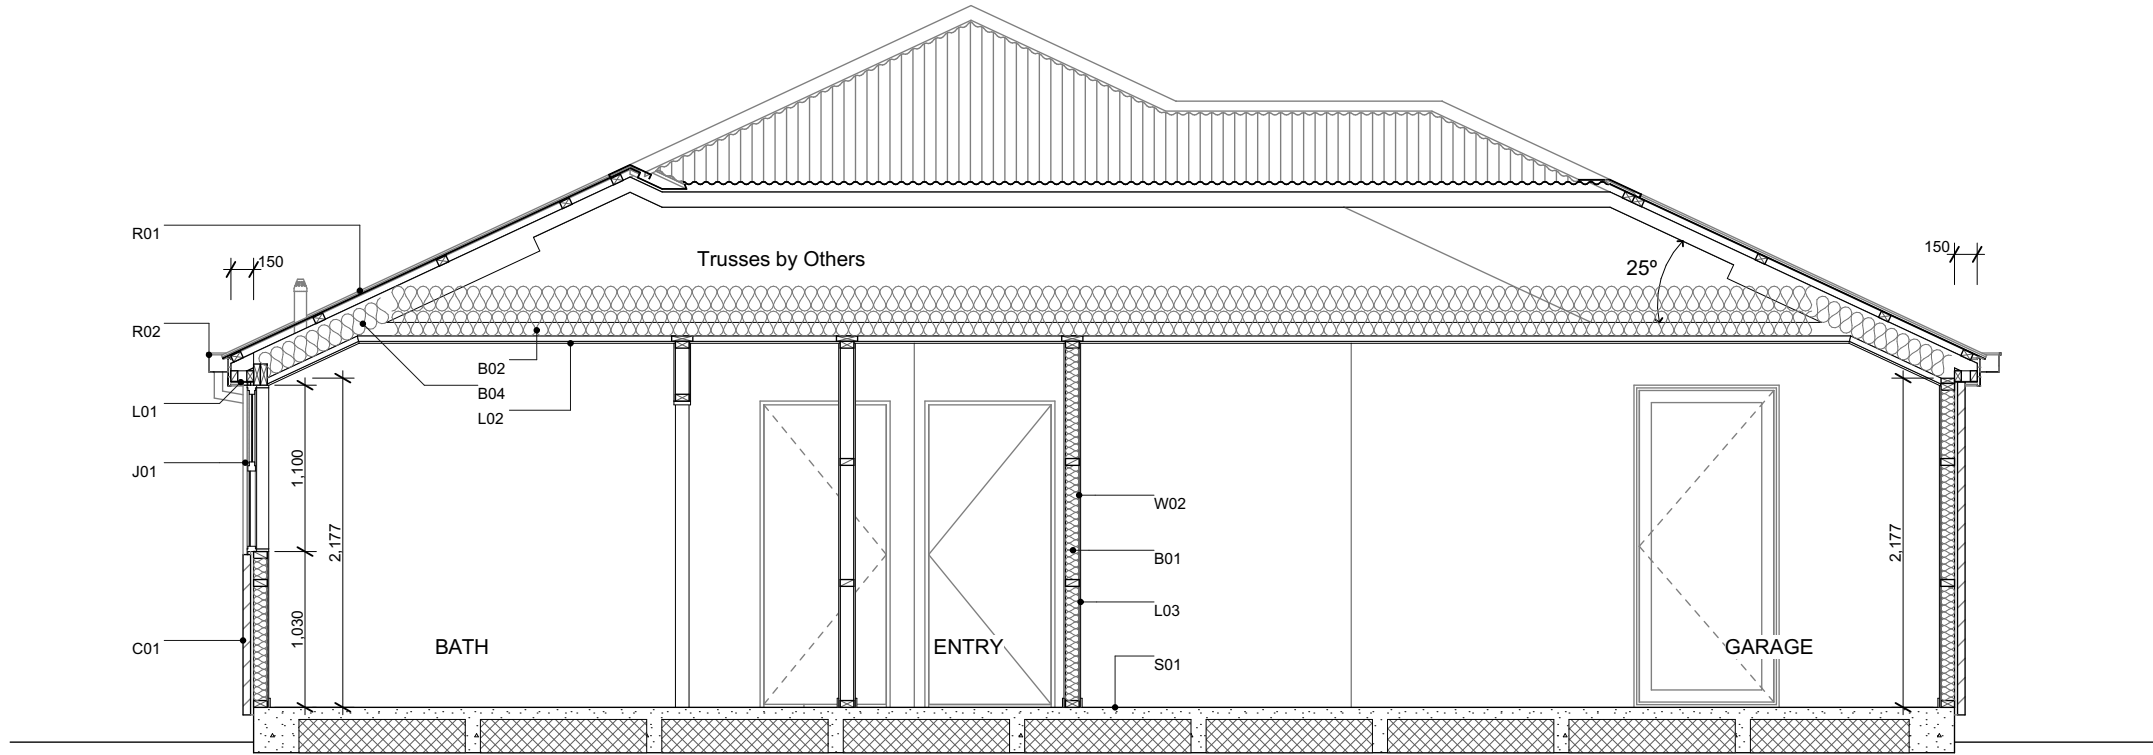 R01
150
Trusses by Others
25º
150
R02
B02
B04
L02
L01
J01
1,100
2,177
1,030
C01
W02
B01
L03
S01
2,177
BATH
ENTRY
GARAGE